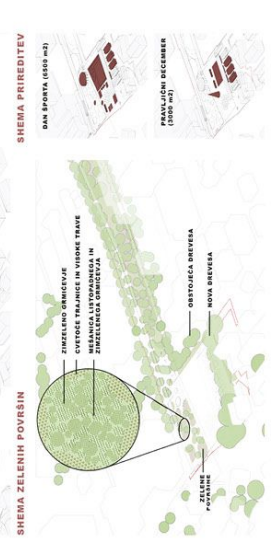 SHEMA ZELENIH POVRŠIN
ZIMZELENO GRMIČEVJE
CVETOČE TRAJNICE IN VISOKE TRAVE
MEŠANICA LISTOPADNEGA IN
ZIMZELENEGA GRMIČEVJA
ZELENE
POVRŠINE
OBSTOJEČA DREVESA
NOVA DREVESA
SHEMA PRIREDITEV
DAN ŠPORTA (6500 m2)
PRAVLJIČNI DECEMBER
(3000 m2)